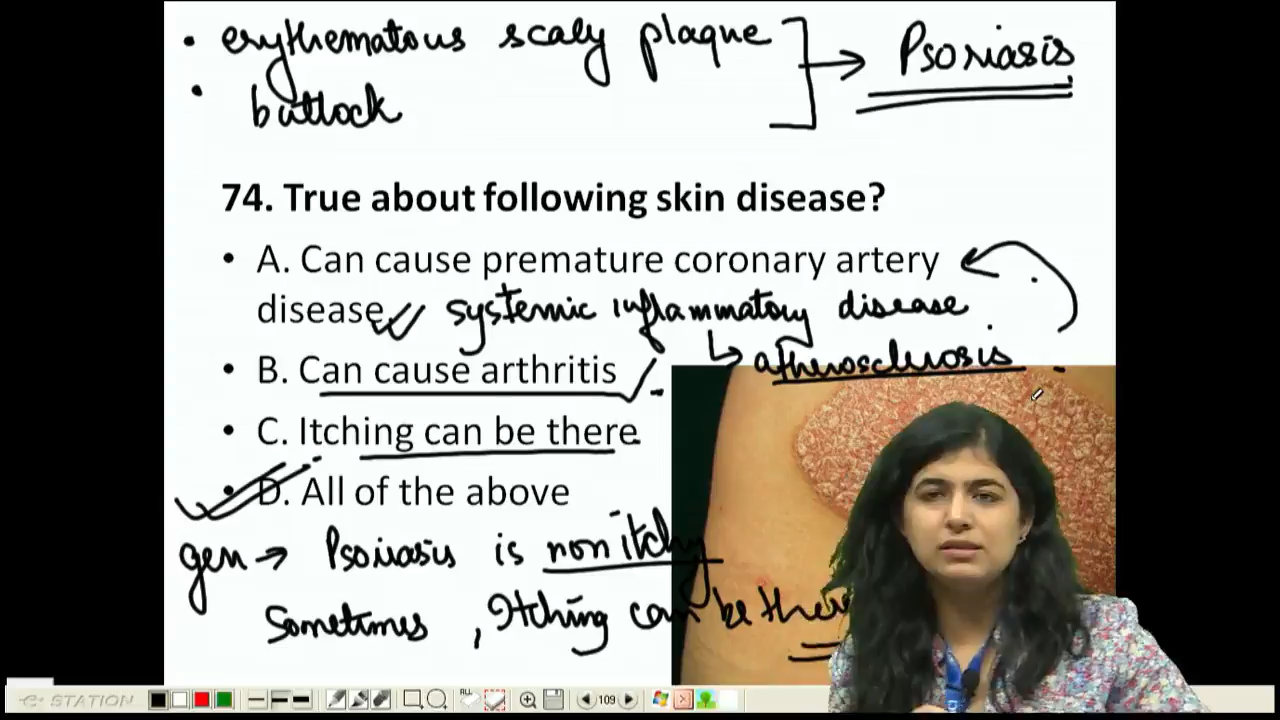 • erythematous scaly plaque → Psoriasis
• buttock
74. True about following skin disease?
• A. Can cause premature coronary artery
disease systemic inflammatory disease
↳ atherosclerosis
• B. Can cause arthritis
• C. Itching can be there
• D. All of the above
gen → Psoriasis is non itchy
Sometimes, Itching can be there
e-STATION
ALL
109